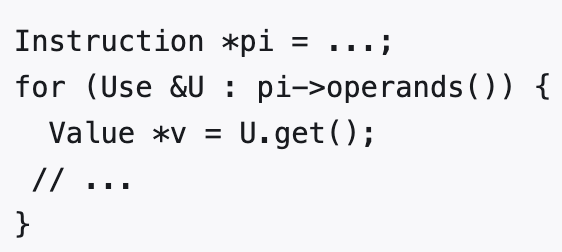 Instruction *pi = ...;
for (Use &U : pi->operands()) {
  Value *v = U.get();
 // ...
}